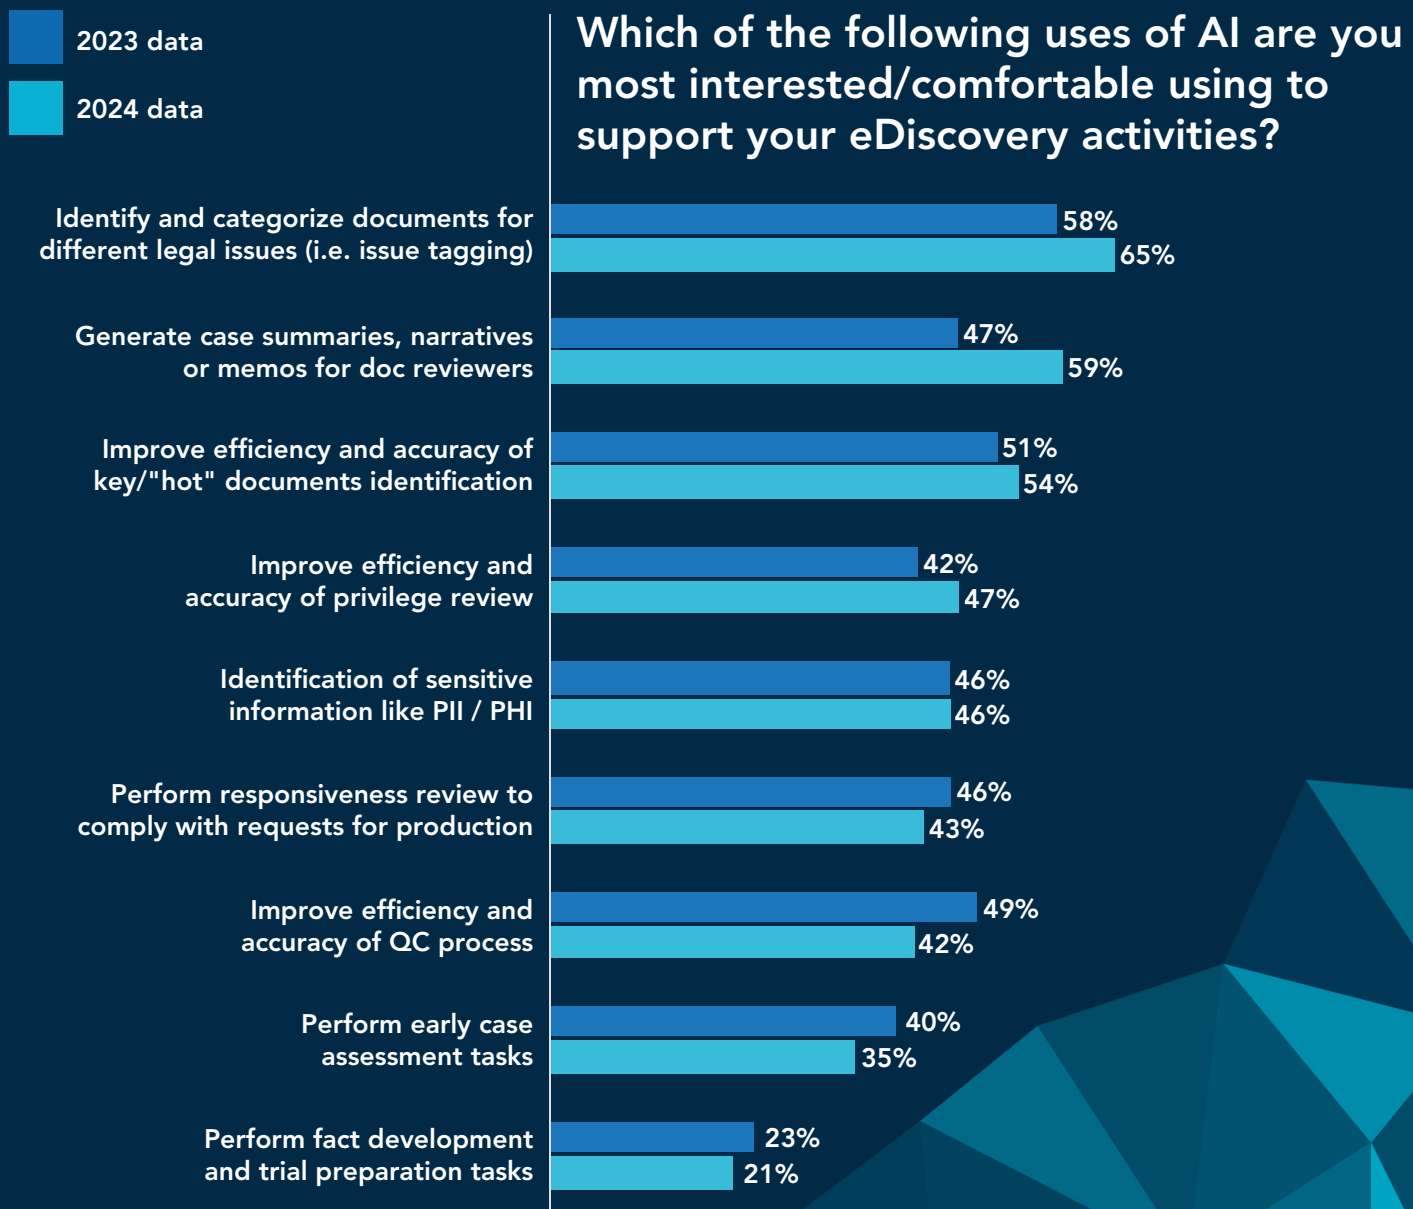 2023 data
2024 data
Which of the following uses of AI are you
most interested/comfortable using to
support your eDiscovery activities?
Identify and categorize documents for
different legal issues (i.e. issue tagging)
58%
65%
Generate case summaries, narratives
or memos for doc reviewers
47%
59%
Improve efficiency and accuracy of
key/"hot" documents identification
51%
54%
Improve efficiency and
accuracy of privilege review
42%
47%
Identification of sensitive
information like PII / PHI
46%
46%
Perform responsiveness review to
comply with requests for production
46%
43%
Improve efficiency and
accuracy of QC process
49%
42%
Perform early case
assessment tasks
40%
35%
Perform fact development
and trial preparation tasks
23%
21%